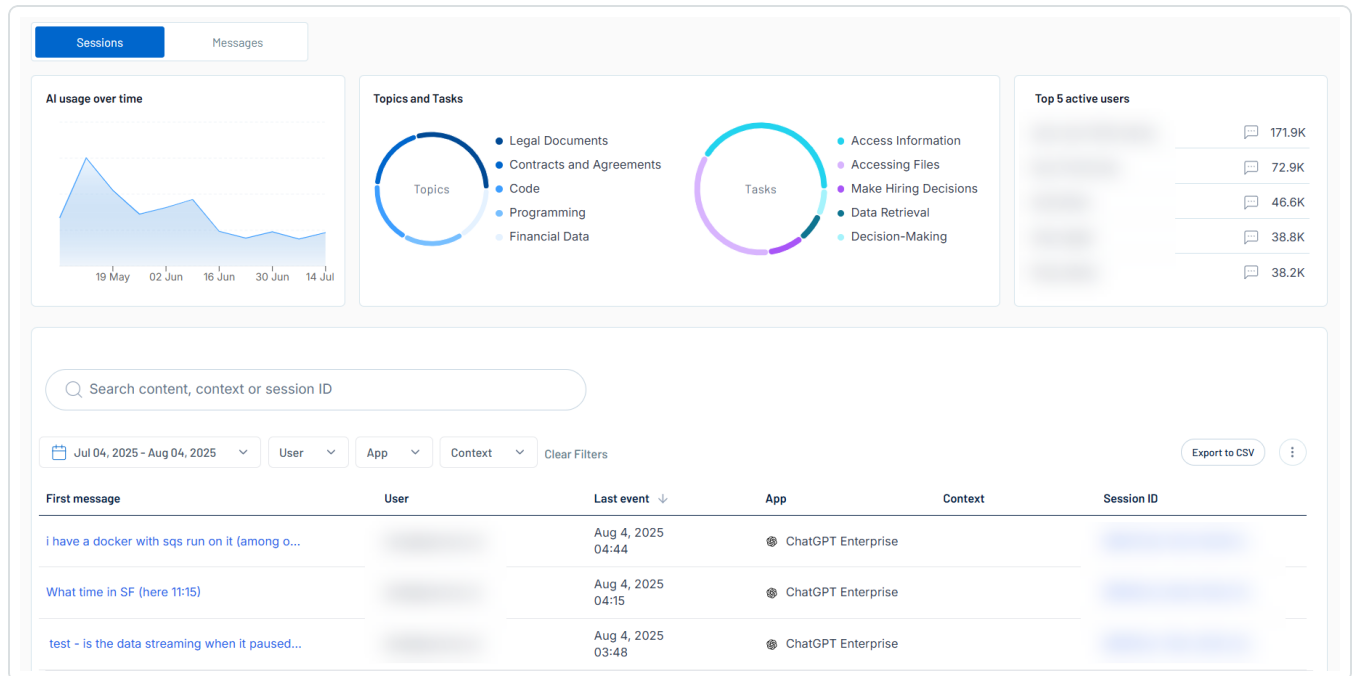 Sessions
Messages
AI usage over time
19 May 02 Jun 16 Jun 30 Jun 14 Jul
Topics and Tasks
Topics
Legal Documents
Contracts and Agreements
Code
Programming
Financial Data
Tasks
Access Information
Accessing Files
Make Hiring Decisions
Data Retrieval
Decision-Making
Top 5 active users
171.9K
72.9K
46.6K
38.8K
38.2K
Search content, context or session ID
Jul 04, 2025 - Aug 04, 2025
User
App
Context
Clear Filters
Export to CSV
First message User Last event App Context Session ID
i have a docker with sqs run on it (among o...
Aug 4, 2025
04:44
ChatGPT Enterprise
What time in SF (here 11:15)
Aug 4, 2025
04:15
ChatGPT Enterprise
test - is the data streaming when it paused...
Aug 4, 2025
03:48
ChatGPT Enterprise